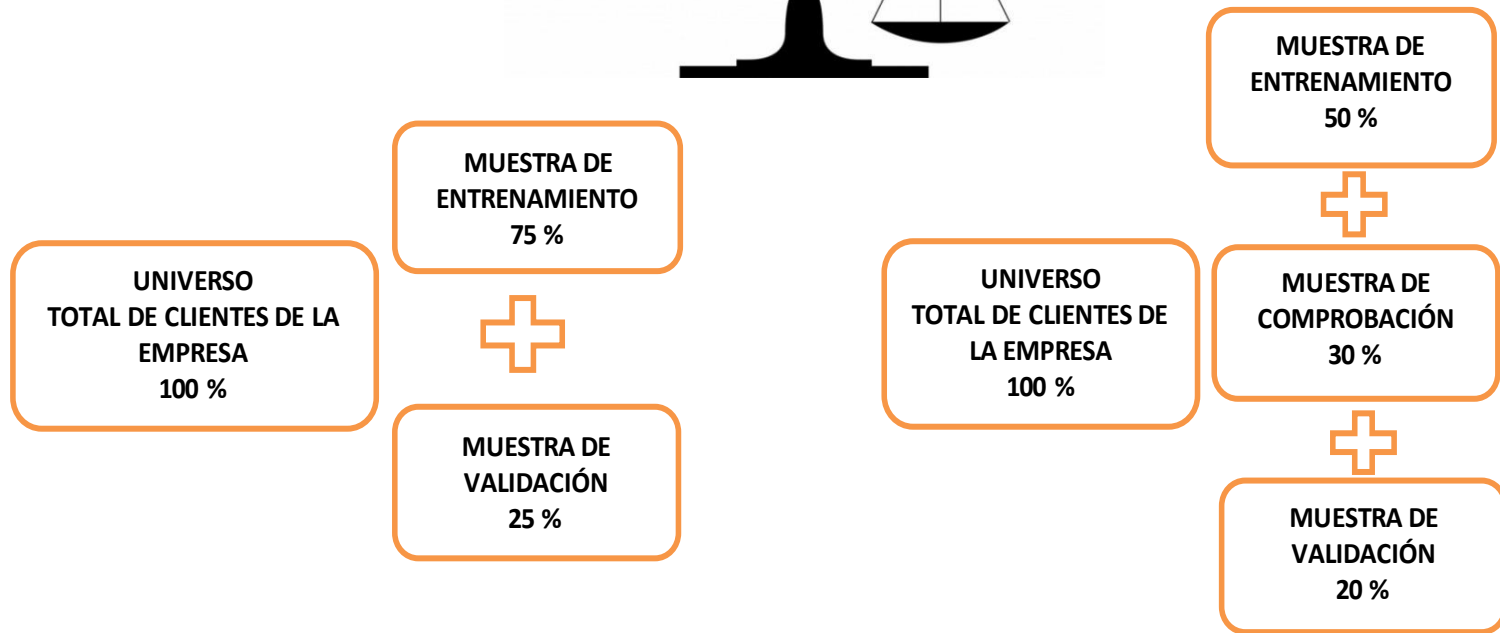 UNIVERSO
TOTAL DE CLIENTES DE LA
EMPRESA
100 %
MUESTRA DE
ENTRENAMIENTO
75 %
MUESTRA DE
VALIDACIÓN
25 %
UNIVERSO
TOTAL DE CLIENTES DE
LA EMPRESA
100 %
MUESTRA DE
ENTRENAMIENTO
50 %
MUESTRA DE
COMPROBACIÓN
30 %
MUESTRA DE
VALIDACIÓN
20 %